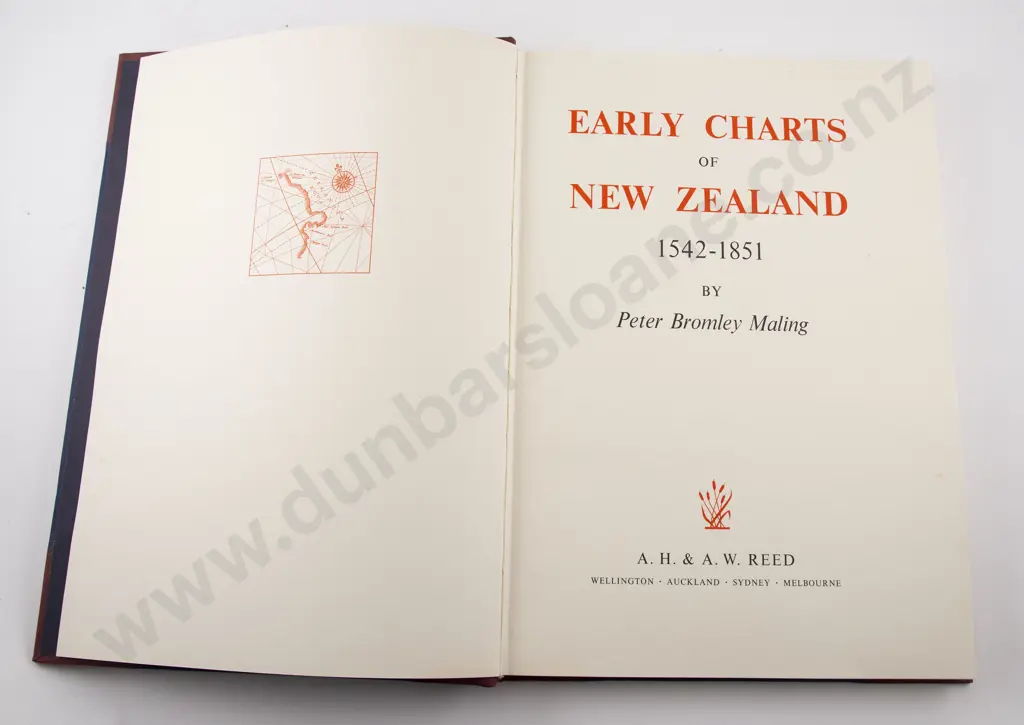 EARLY CHARTS
OF
NEW ZEALAND
1542-1851
BY
Peter Bromley Maling
A. H. & A. W. REED
WELLINGTON · AUCKLAND · SYDNEY · MELBOURNE
www.dunbarsloane.co.nz